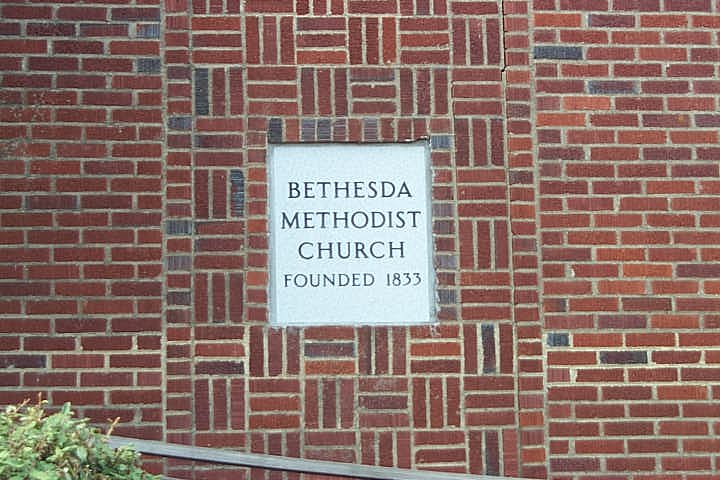 BETHESDA
METHODIST
CHURCH
FOUNDED 1833